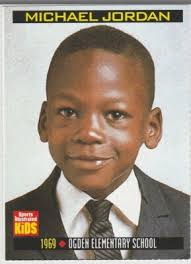 MICHAEL JORDAN
Sports
Illustrated
KiDS
1969 ◆ OGDEN ELEMENTARY SCHOOL